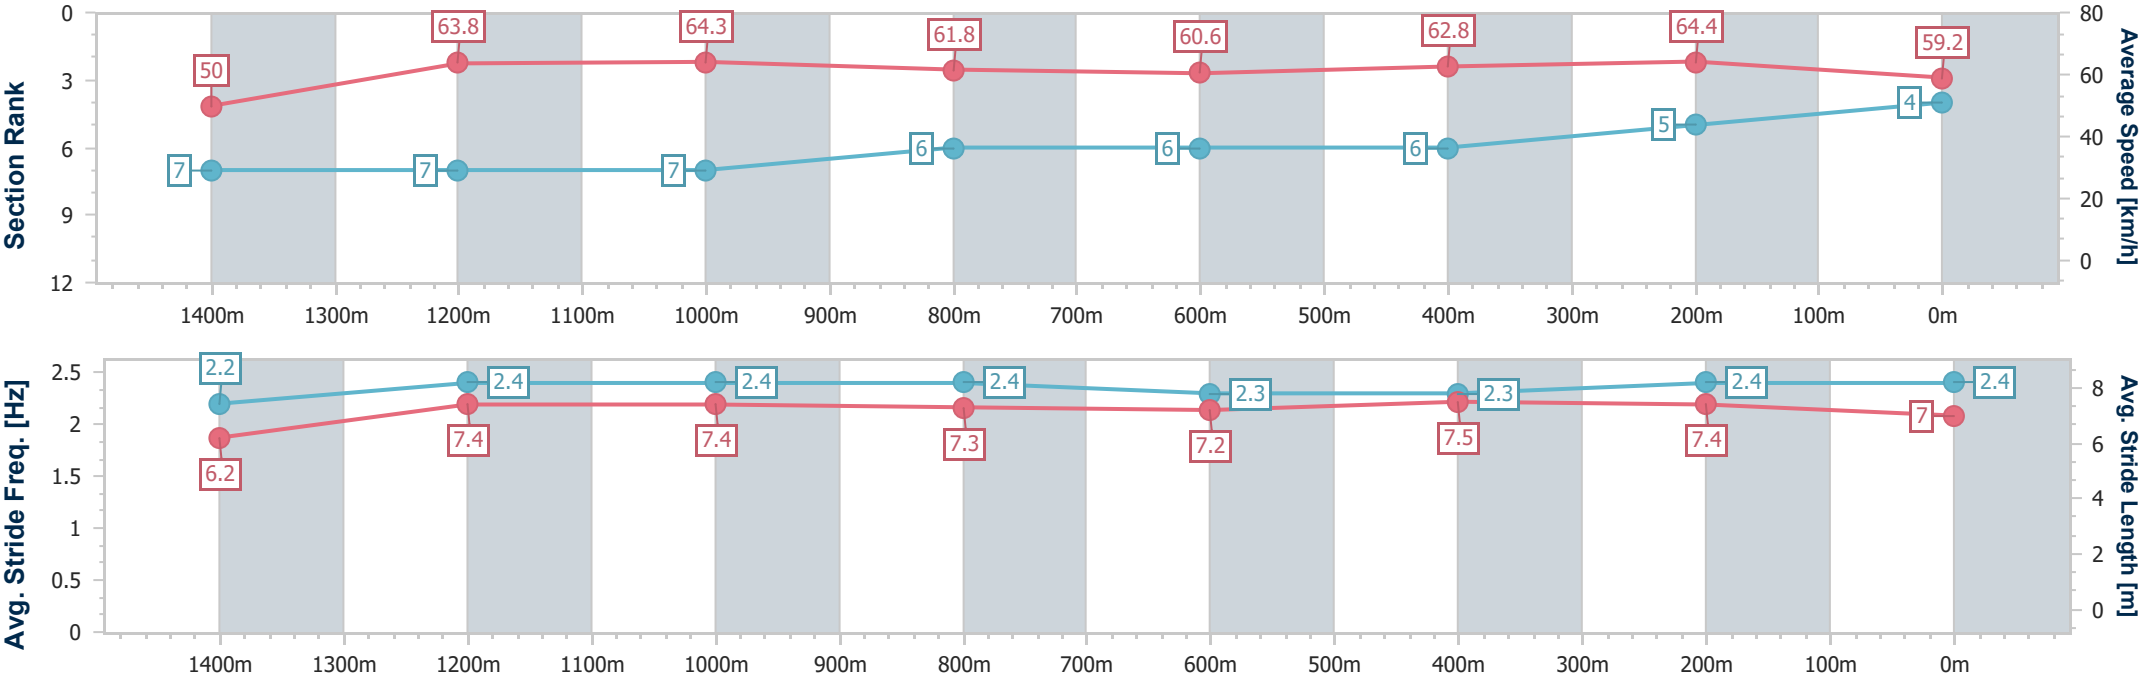 Section Rank
0
3
6
9
12
50
63.8
64.3
61.8
60.6
62.8
64.4
59.2
7
7
7
6
6
6
5
4
80
60
40
20
0
Average Speed [km/h]
1400m
1300m
1200m
1100m
1000m
900m
800m
700m
600m
500m
400m
300m
200m
100m
0m
Avg. Stride Freq. [Hz]
2.5
2
1.5
1
0.5
0
2.2
2.4
2.4
2.4
2.3
2.3
2.4
2.4
6.2
7.4
7.4
7.3
7.2
7.5
7.4
7
8
6
4
2
0
Avg. Stride Length [m]
1400m
1300m
1200m
1100m
1000m
900m
800m
700m
600m
500m
400m
300m
200m
100m
0m